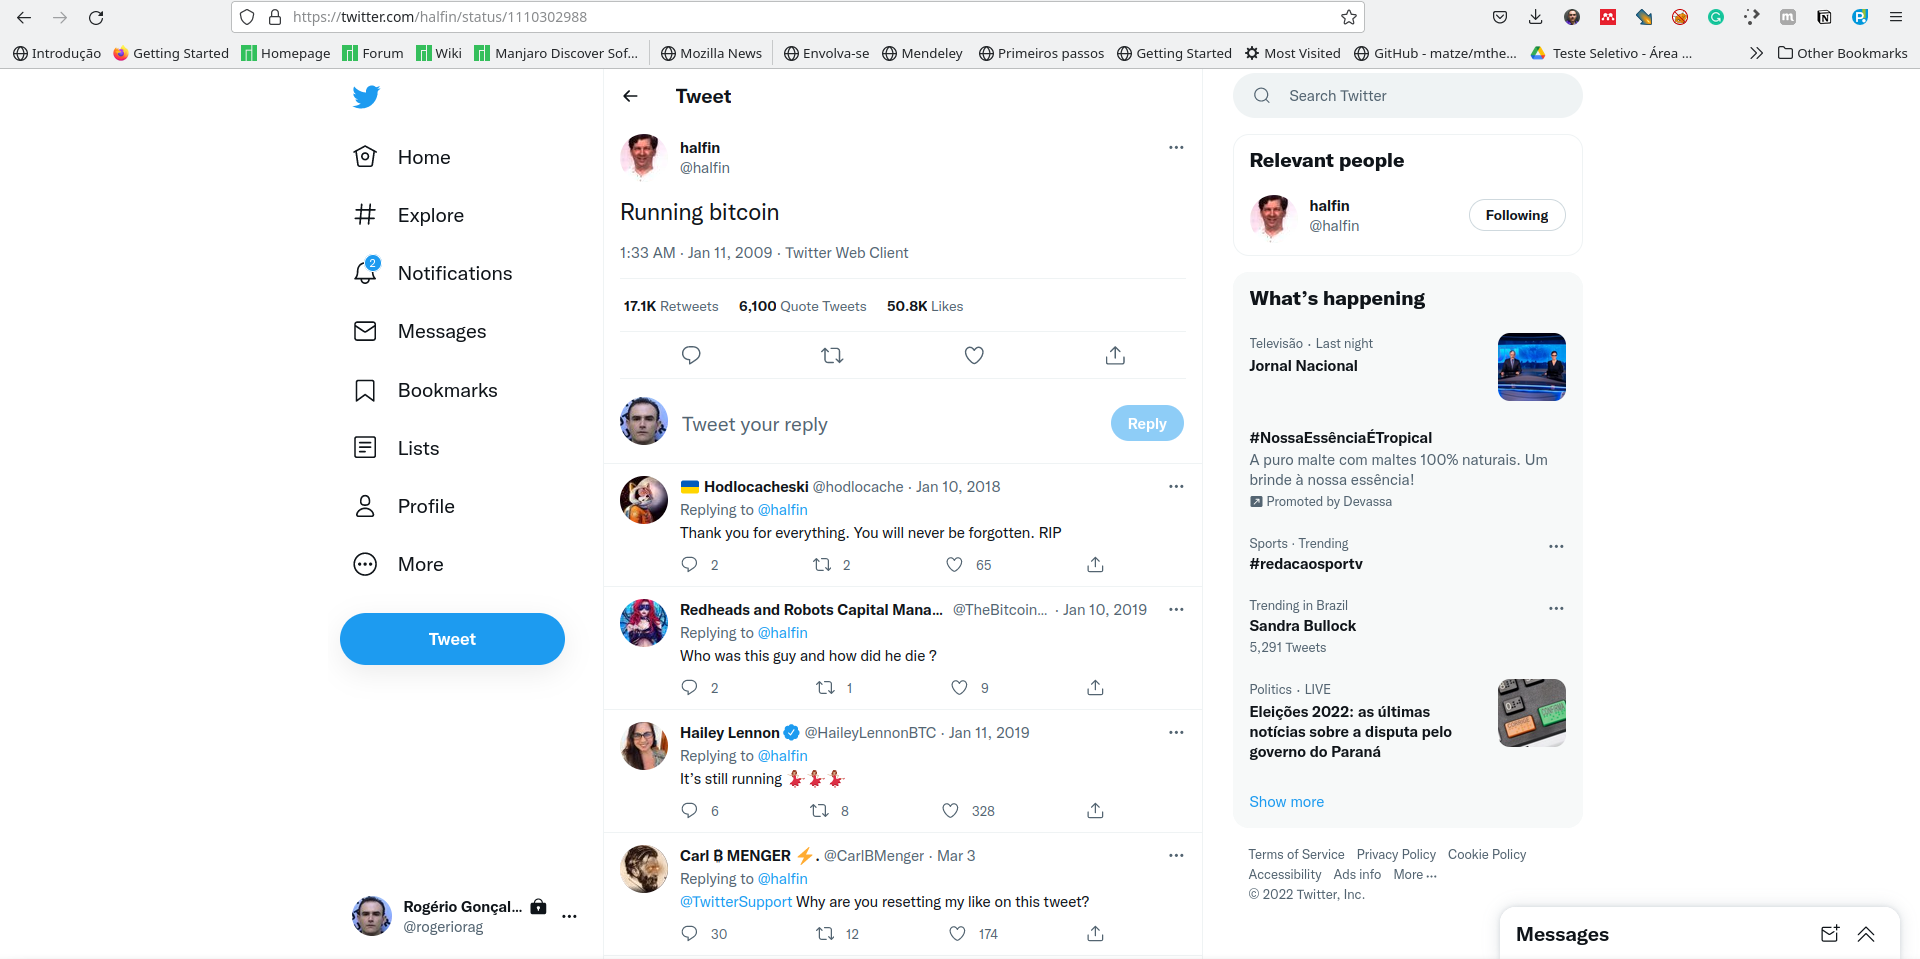 https://twitter.com/halfin/status/1110302988
Introdução Getting Started Homepage Forum Wiki Manjaro Discover Sof... Mozilla News Envolva-se Mendeley Primeiros passos Getting Started Most Visited GitHub - matze/mthe... Teste Seletivo - Área ... Other Bookmarks
Home
Explore
2
Notifications
Messages
Bookmarks
Lists
Profile
More
Tweet
Rogério Gonçal...
@rogeriorag
Tweet
halfin
@halfin
Running bitcoin
1:33 AM · Jan 11, 2009 · Twitter Web Client
17.1K Retweets 6,100 Quote Tweets 50.8K Likes
Tweet your reply
Reply
Hodlocacheski @hodlocache · Jan 10, 2018
Replying to @halfin
Thank you for everything. You will never be forgotten. RIP
2 2 65
Redheads and Robots Capital Mana... @TheBitcoin... · Jan 10, 2019
Replying to @halfin
Who was this guy and how did he die ?
2 1 9
Hailey Lennon @HaileyLennonBTC · Jan 11, 2019
Replying to @halfin
It's still running 💃💃💃
6 8 328
Carl ₿ MENGER ⚡. @CarlBMenger · Mar 3
Replying to @halfin
@TwitterSupport Why are you resetting my like on this tweet?
30 12 174
Search Twitter
Relevant people
halfin
@halfin
Following
What's happening
Televisão · Last night
Jornal Nacional
#NossaEssênciaÉTropical
A puro malte com maltes 100% naturais. Um
brinde à nossa essência!
Promoted by Devassa
Sports · Trending
#redacaosportv
Trending in Brazil
Sandra Bullock
5,291 Tweets
Politics · LIVE
Eleições 2022: as últimas
notícias sobre a disputa pelo
governo do Paraná
Show more
Terms of Service Privacy Policy Cookie Policy
Accessibility Ads info More ...
© 2022 Twitter, Inc.
Messages